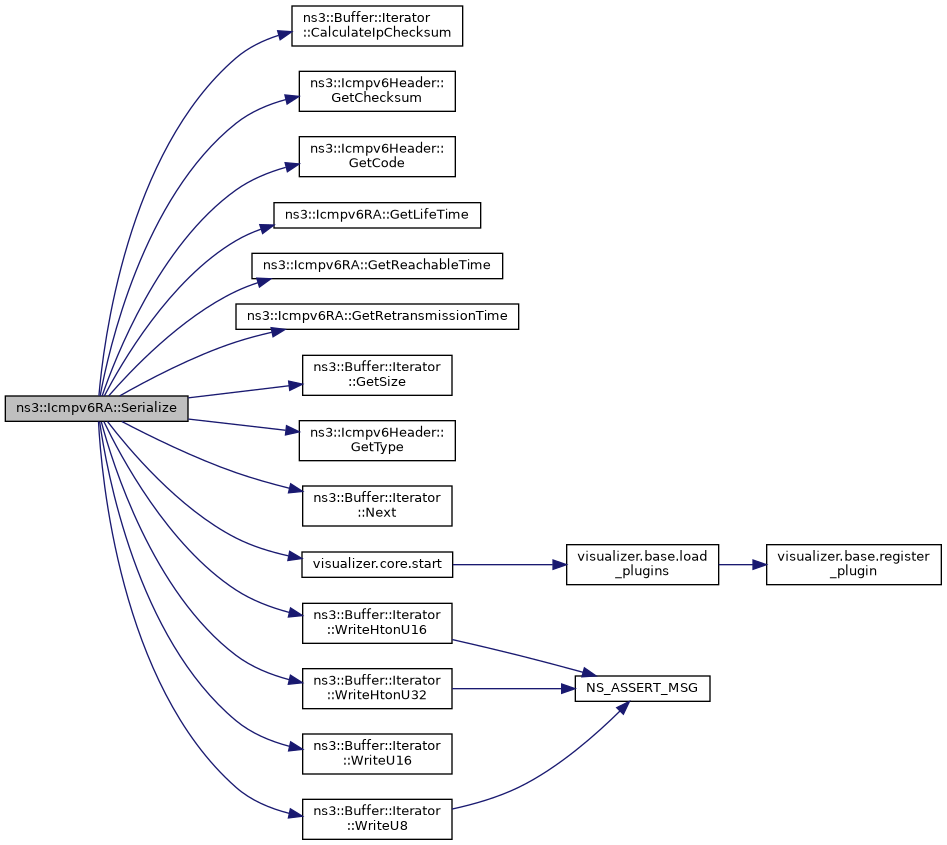 ns3::Buffer::Iterator
::CalculateIpChecksum
ns3::Icmpv6Header::
GetChecksum
ns3::Icmpv6Header::
GetCode
ns3::Icmpv6RA::GetLifeTime
ns3::Icmpv6RA::GetReachableTime
ns3::Icmpv6RA::GetRetransmissionTime
ns3::Buffer::Iterator
::GetSize
ns3::Icmpv6RA::Serialize
ns3::Icmpv6Header::
GetType
ns3::Buffer::Iterator
::Next
visualizer.core.start
visualizer.base.load
_plugins
visualizer.base.register
_plugin
ns3::Buffer::Iterator
::WriteHtonU16
ns3::Buffer::Iterator
::WriteHtonU32
NS_ASSERT_MSG
ns3::Buffer::Iterator
::WriteU16
ns3::Buffer::Iterator
::WriteU8